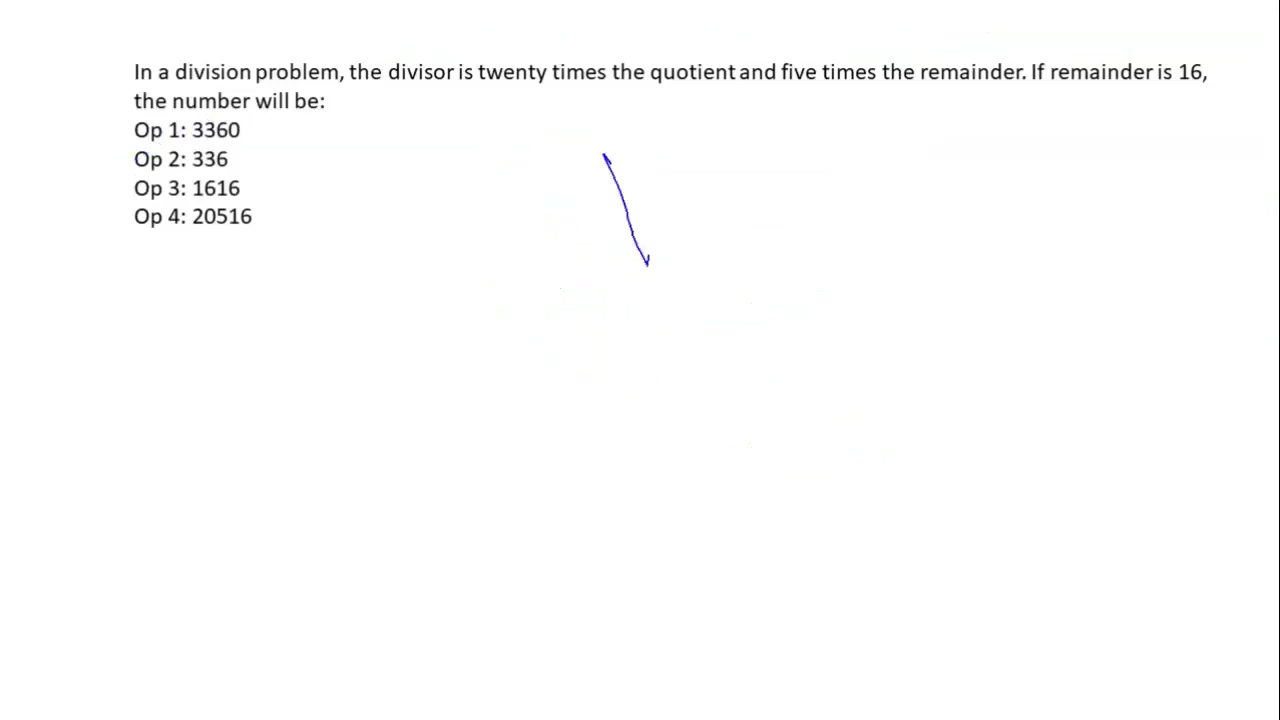 In a division problem, the divisor is twenty times the quotient and five times the remainder. If remainder is 16,
the number will be:
Op 1: 3360
Op 2: 336
Op 3: 1616
Op 4: 20516